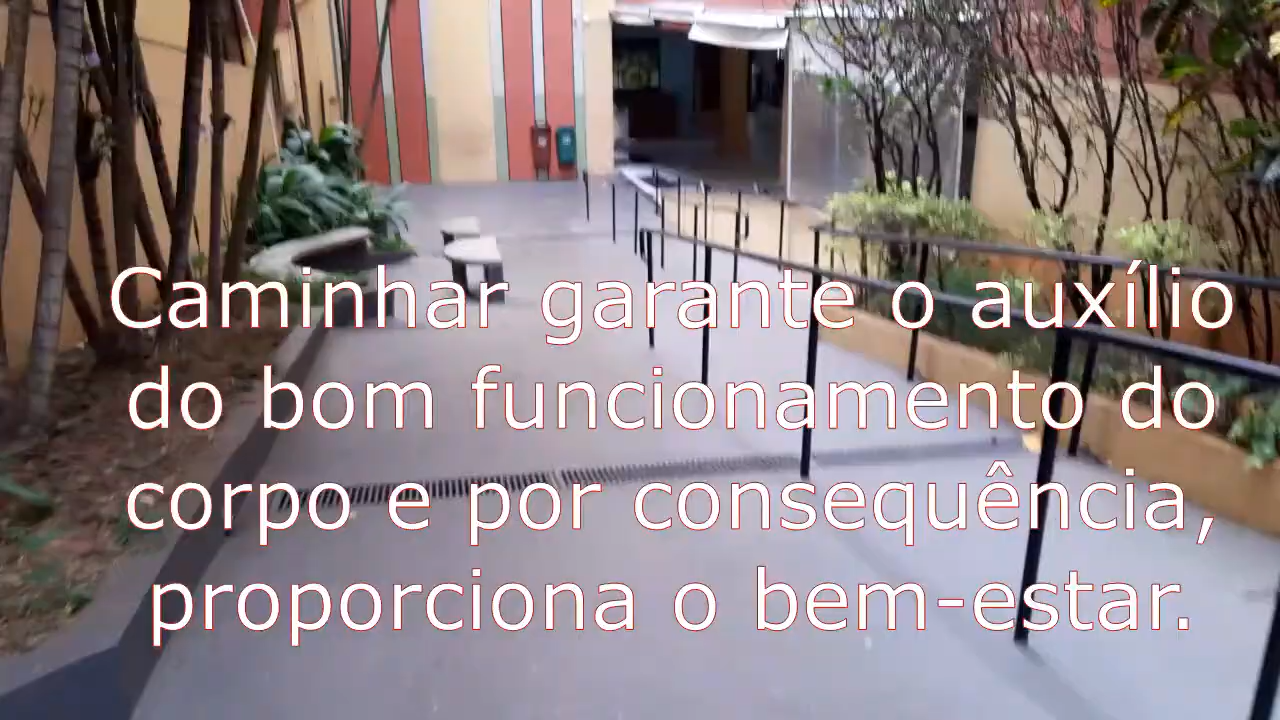 Caminhar garante o auxílio
do bom funcionamento do
corpo e por consequência,
proporciona o bem-estar.